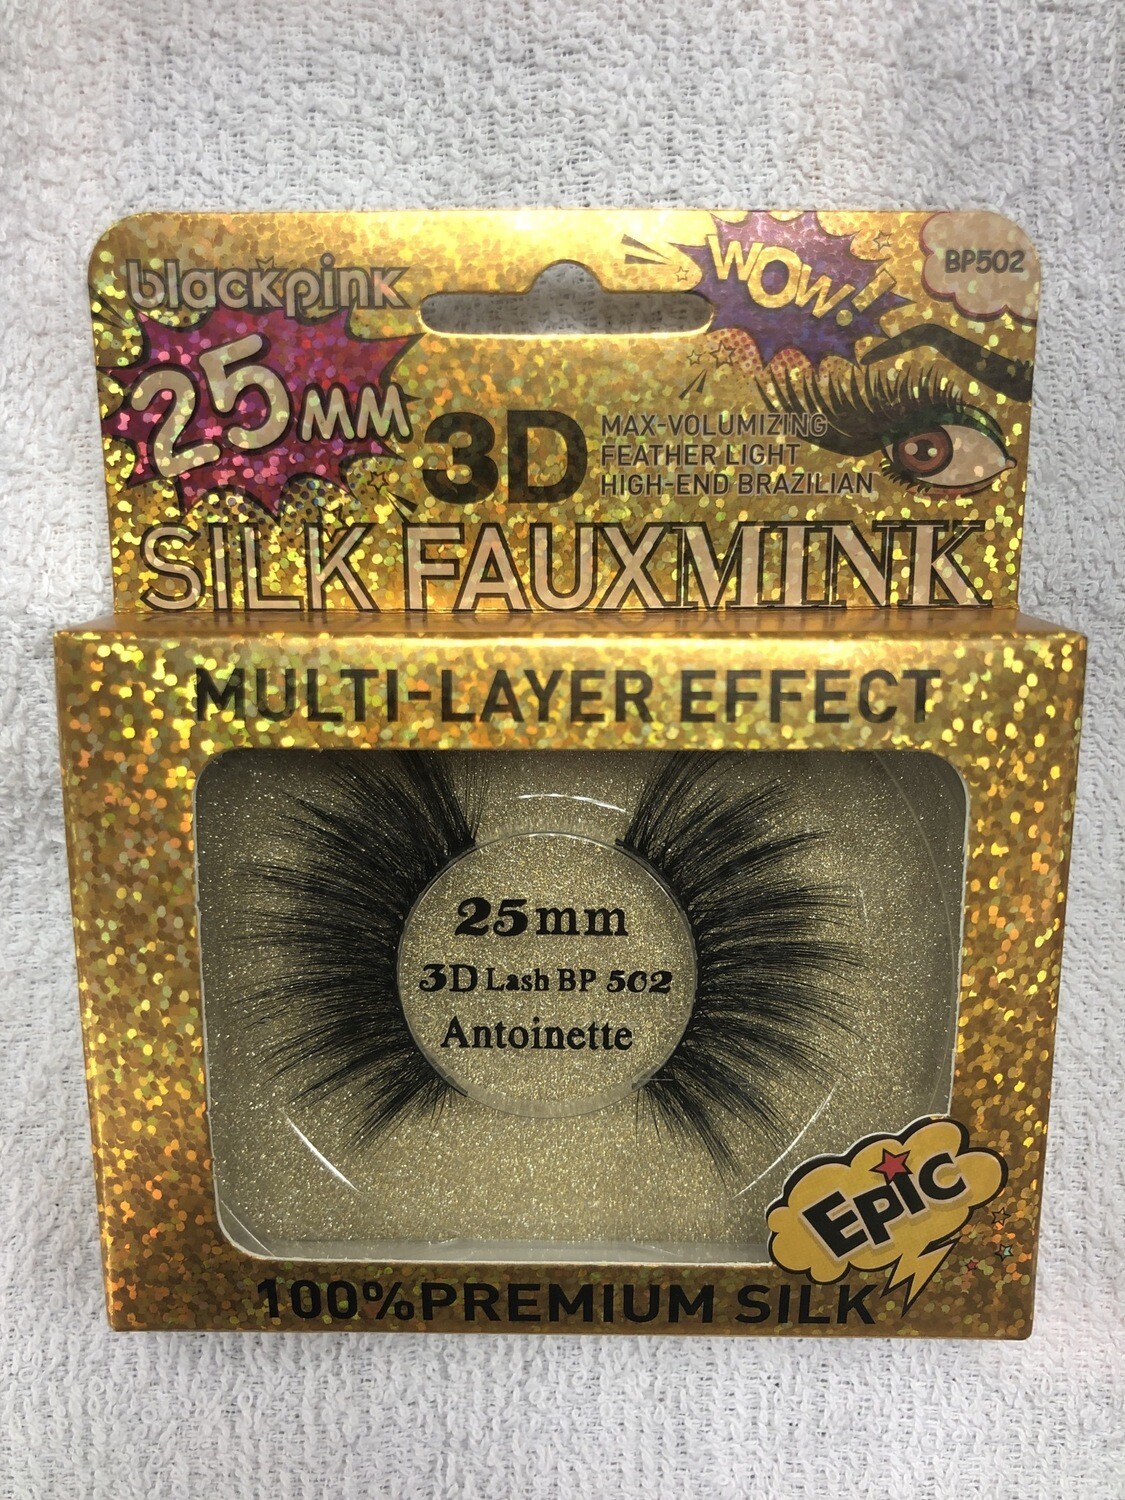 blackpink
WOW!
BP502
25MM
3D
MAX-VOLUMIZING
FEATHER LIGHT
HIGH-END BRAZILIAN
SILK FAUXMINK
MULTI-LAYER EFFECT
25mm
3D Lash BP 502
Antoinette
EPiC
100%PREMIUM SILK